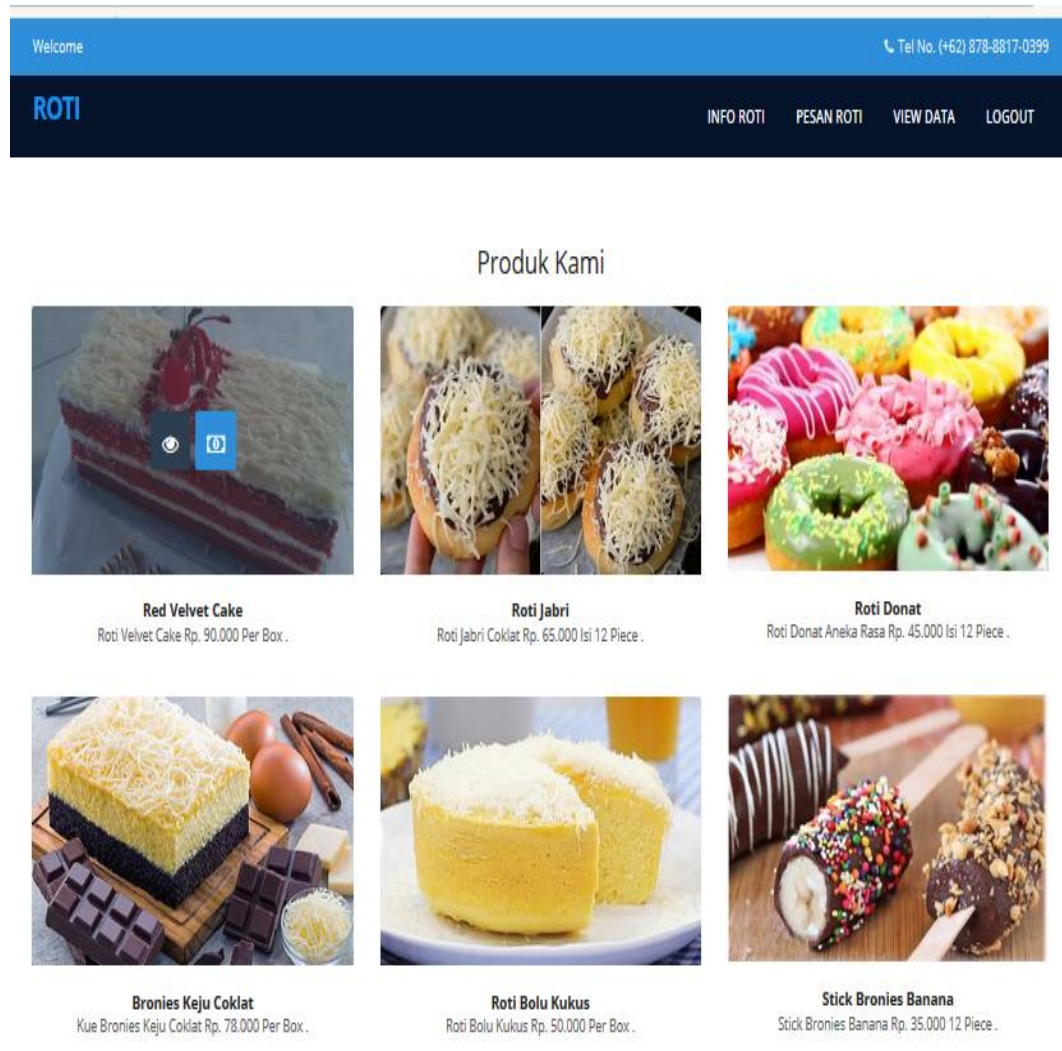 Welcome
Tel No. (+62) 878-8817-0399
ROTI
INFO ROTI PESAN ROTI VIEW DATA LOGOUT
Produk Kami
Red Velvet Cake
Roti Velvet Cake Rp. 90.000 Per Box .
Roti Jabri
Roti Jabri Coklat Rp. 65.000 Isi 12 Piece .
Roti Donat
Roti Donat Aneka Rasa Rp. 45.000 Isi 12 Piece .
Bronies Keju Coklat
Kue Bronies Keju Coklat Rp. 78.000 Per Box .
Roti Bolu Kukus
Roti Bolu Kukus Rp. 50.000 Per Box .
Stick Bronies Banana
Stick Bronies Banana Rp. 35.000 12 Piece .